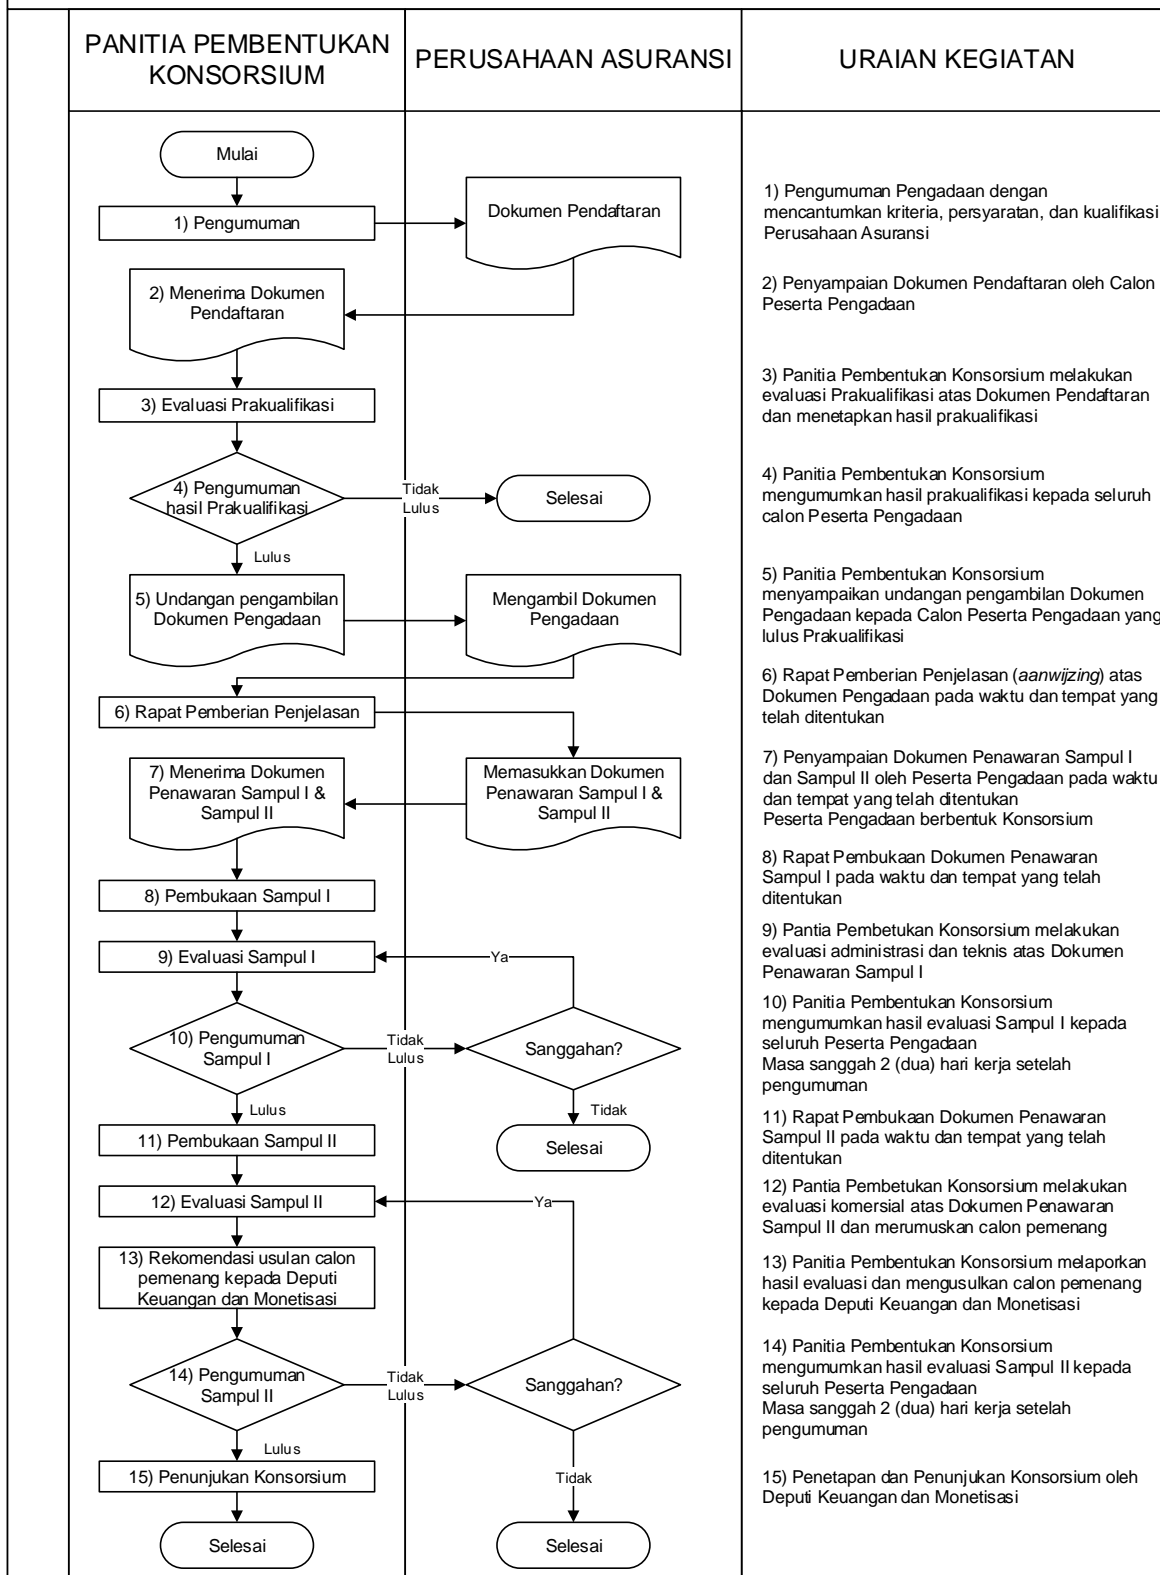 PANITIA PEMBENTUKAN
KONSORSIUM
PERUSAHAAN ASURANSI
URAIAN KEGIATAN
Mulai
1) Pengumuman
Dokumen Pendaftaran
1) Pengumuman Pengadaan dengan
mencantumkan kriteria, persyaratan, dan kualifikasi
Perusahaan Asuransi
2) Menerima Dokumen
Pendaftaran
2) Penyampaian Dokumen Pendaftaran oleh Calon
Peserta Pengadaan
3) Evaluasi Prakualifikasi
3) Panitia Pembentukan Konsorsium melakukan
evaluasi Prakualifikasi atas Dokumen Pendaftaran
dan menetapkan hasil prakualifikasi
4) Pengumuman
hasil Prakualifikasi
Tidak
Lulus
Selesai
4) Panitia Pembentukan Konsorsium
mengumumkan hasil prakualifikasi kepada seluruh
calon Peserta Pengadaan
Lulus
5) Undangan pengambilan
Dokumen Pengadaan
Mengambil Dokumen
Pengadaan
5) Panitia Pembentukan Konsorsium
menyampaikan undangan pengambilan Dokumen
Pengadaan kepada Calon Peserta Pengadaan yang
lulus Prakualifikasi
6) Rapat Pemberian Penjelasan
6) Rapat Pemberian Penjelasan (aanwijzing) atas
Dokumen Pengadaan pada waktu dan tempat yang
telah ditentukan
7) Menerima Dokumen
Penawaran Sampul I &
Sampul II
Memasukkan Dokumen
Penawaran Sampul I &
Sampul II
7) Penyampaian Dokumen Penawaran Sampul I
dan Sampul II oleh Peserta Pengadaan pada waktu
dan tempat yang telah ditentukan
Peserta Pengadaan berbentuk Konsorsium
8) Pembukaan Sampul I
8) Rapat Pembukaan Dokumen Penawaran
Sampul I pada waktu dan tempat yang telah
ditentukan
9) Evaluasi Sampul I
Ya
9) Pantia Pembetukan Konsorsium melakukan
evaluasi administrasi dan teknis atas Dokumen
Penawaran Sampul I
10) Pengumuman
Sampul I
Tidak
Lulus
Sanggahan?
10) Panitia Pembentukan Konsorsium
mengumumkan hasil evaluasi Sampul I kepada
seluruh Peserta Pengadaan
Masa sanggah 2 (dua) hari kerja setelah
pengumuman
Lulus
Tidak
11) Pembukaan Sampul II
Selesai
11) Rapat Pembukaan Dokumen Penawaran
Sampul II pada waktu dan tempat yang telah
ditentukan
12) Evaluasi Sampul II
Ya
12) Pantia Pembetukan Konsorsium melakukan
evaluasi komersial atas Dokumen Penawaran
Sampul II dan merumuskan calon pemenang
13) Rekomendasi usulan calon
pemenang kepada Deputi
Keuangan dan Monetisasi
13) Panitia Pembentukan Konsorsium melaporkan
hasil evaluasi dan mengusulkan calon pemenang
kepada Deputi Keuangan dan Monetisasi
14) Pengumuman
Sampul II
Tidak
Lulus
Sanggahan?
14) Panitia Pembentukan Konsorsium
mengumumkan hasil evaluasi Sampul II kepada
seluruh Peserta Pengadaan
Masa sanggah 2 (dua) hari kerja setelah
pengumuman
Lulus
15) Penunjukan Konsorsium
Tidak
15) Penetapan dan Penunjukan Konsorsium oleh
Deputi Keuangan dan Monetisasi
Selesai
Selesai